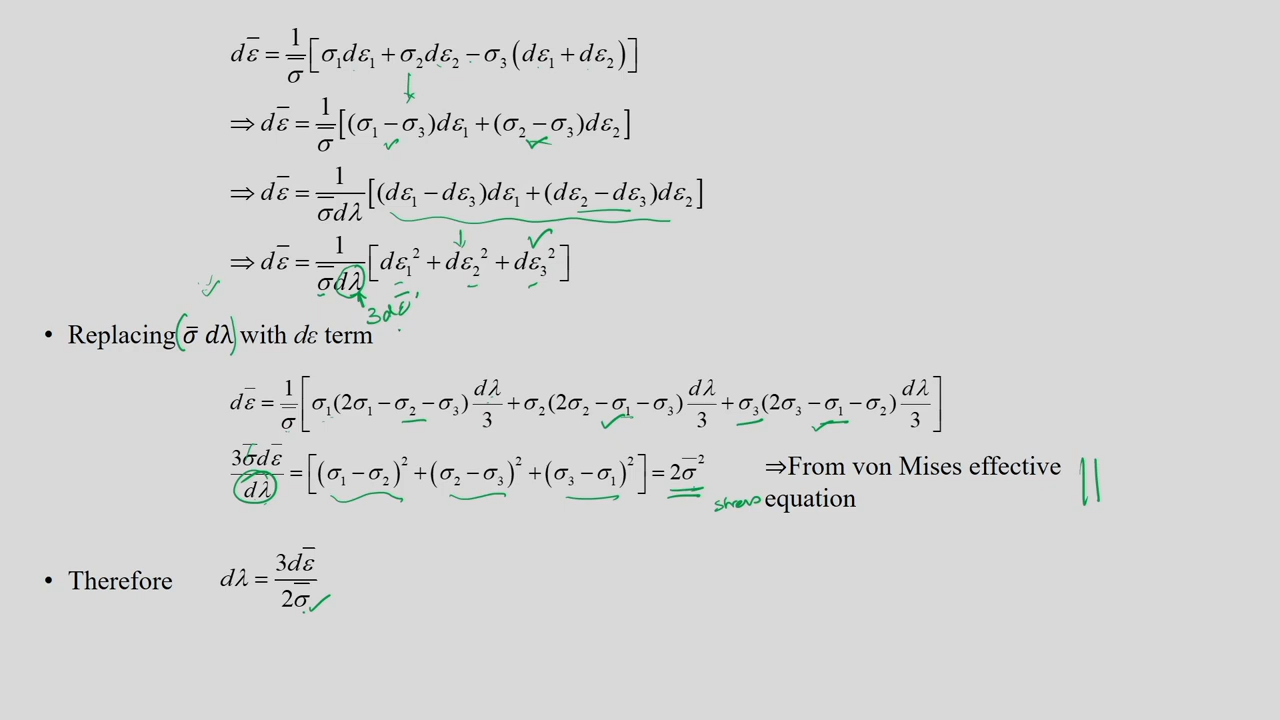 dε̅ = 1/σ̅ [σ₁dε₁ + σ₂dε₂ − σ₃(dε₁ + dε₂)]
⇒ dε̅ = 1/σ̅ [(σ₁ − σ₃)dε₁ + (σ₂ − σ₃)dε₂]
⇒ dε̅ = 1/(σ̅dλ) [(dε₁ − dε₃)dε₁ + (dε₂ − dε₃)dε₂]
⇒ dε̅ = 1/(σ̅dλ) [dε₁² + dε₂² + dε₃²]
3dε̅
• Replacing (σ̅ dλ) with dε term
dε̅ = 1/σ̅ [σ₁(2σ₁ − σ₂ − σ₃) dλ/3 + σ₂(2σ₂ − σ₁ − σ₃) dλ/3 + σ₃(2σ₃ − σ₁ − σ₂) dλ/3]
3σ̅dε̅/dλ = [(σ₁ − σ₂)² + (σ₂ − σ₃)² + (σ₃ − σ₁)²] = 2σ̅² ⇒From von Mises effective
stress equation
• Therefore dλ = 3dε̅/2σ̅